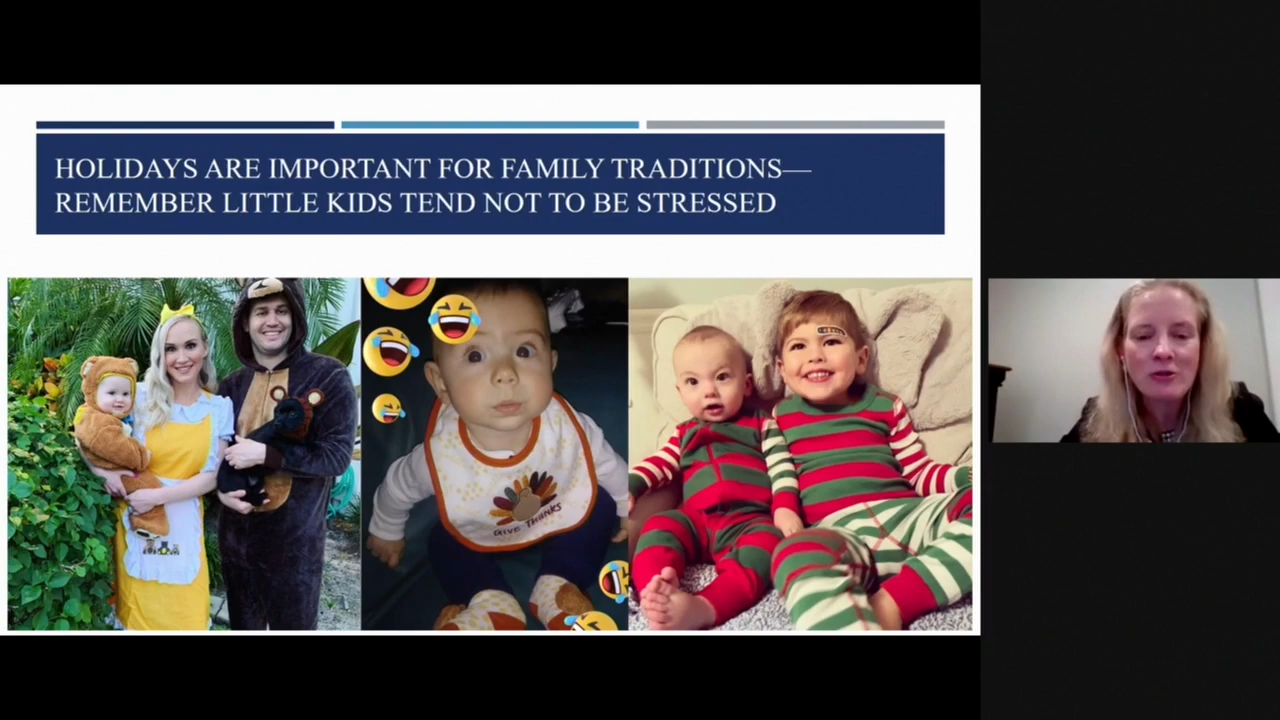 HOLIDAYS ARE IMPORTANT FOR FAMILY TRADITIONS—
REMEMBER LITTLE KIDS TEND NOT TO BE STRESSED
GIVE THANKS